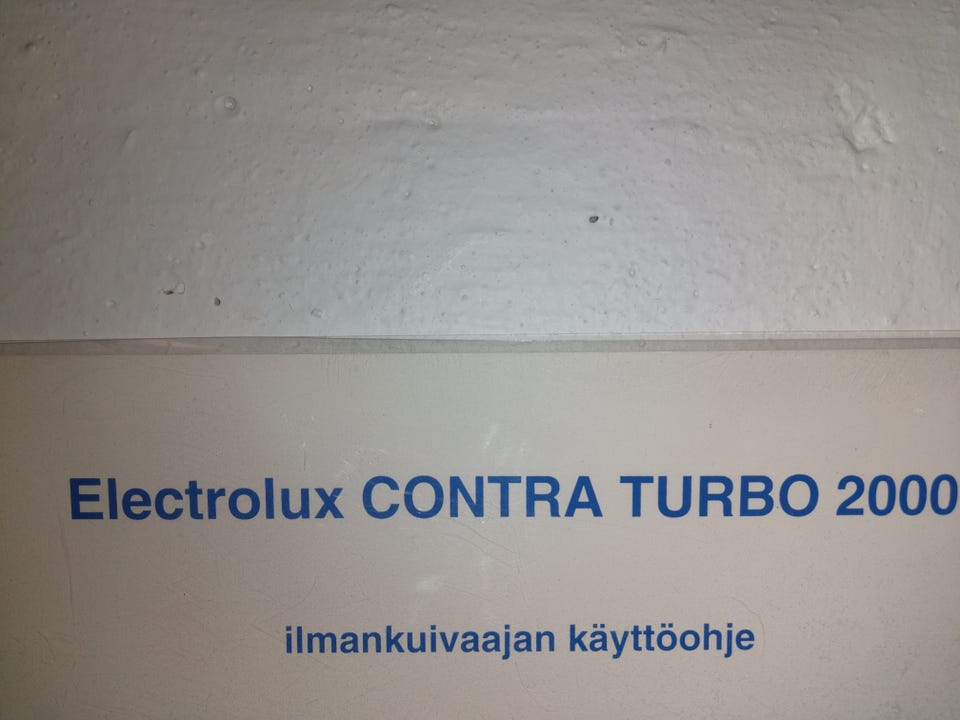 Electrolux CONTRA TURBO 2000
ilmankuivaajan käyttöohje